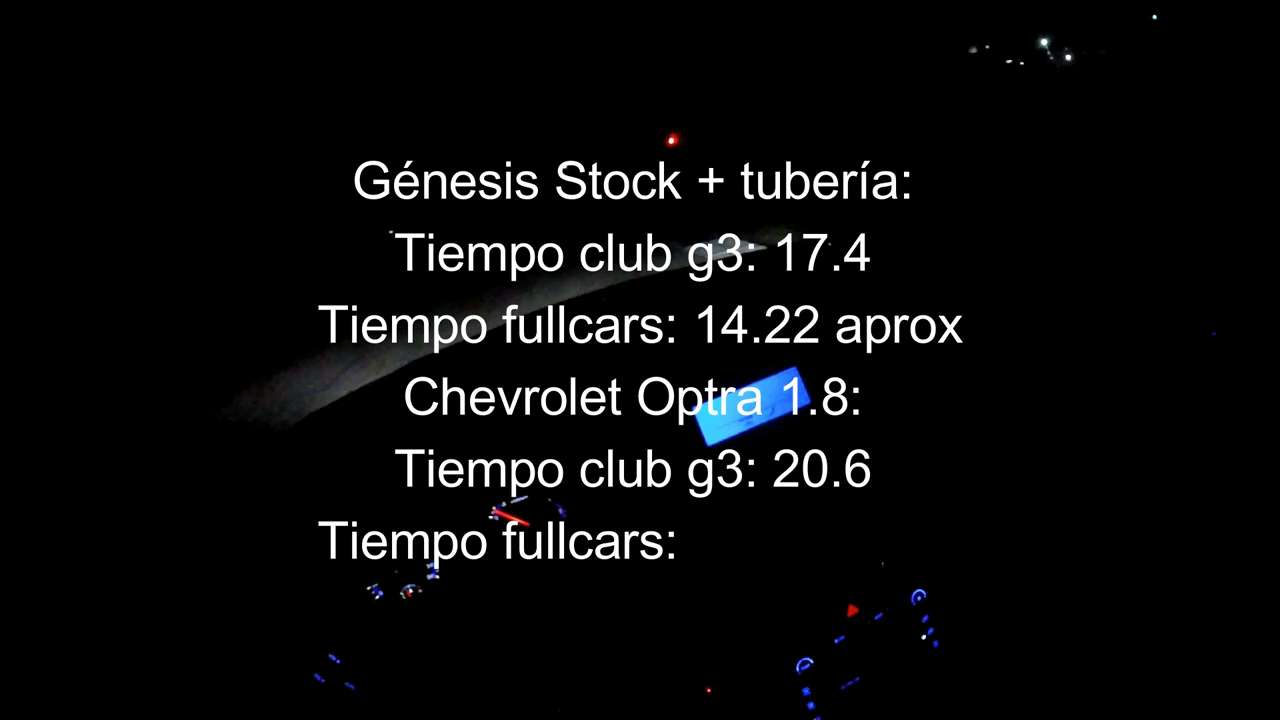 Génesis Stock + tubería:
Tiempo club g3: 17.4
Tiempo fullcars: 14.22 aprox
Chevrolet Optra 1.8:
Tiempo club g3: 20.6
Tiempo fullcars: